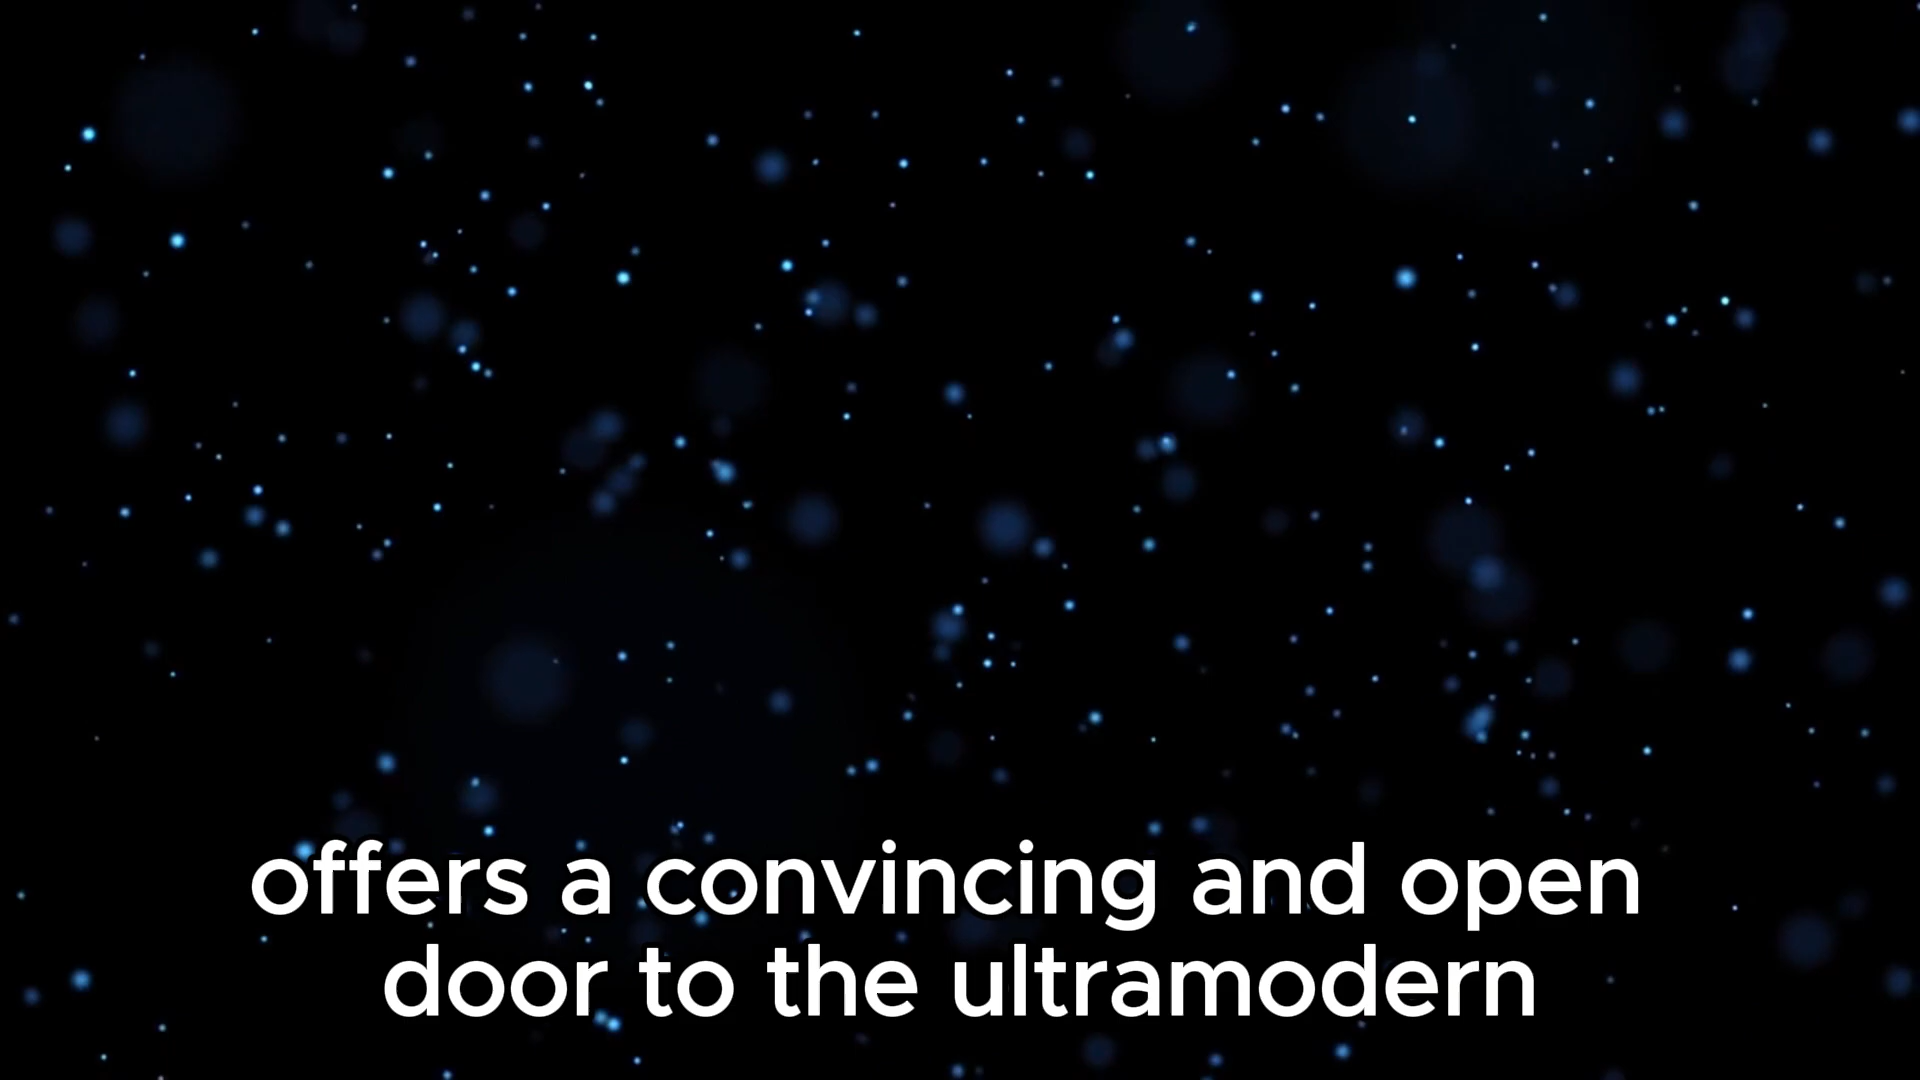 offers a convincing and open
door to the ultramodern